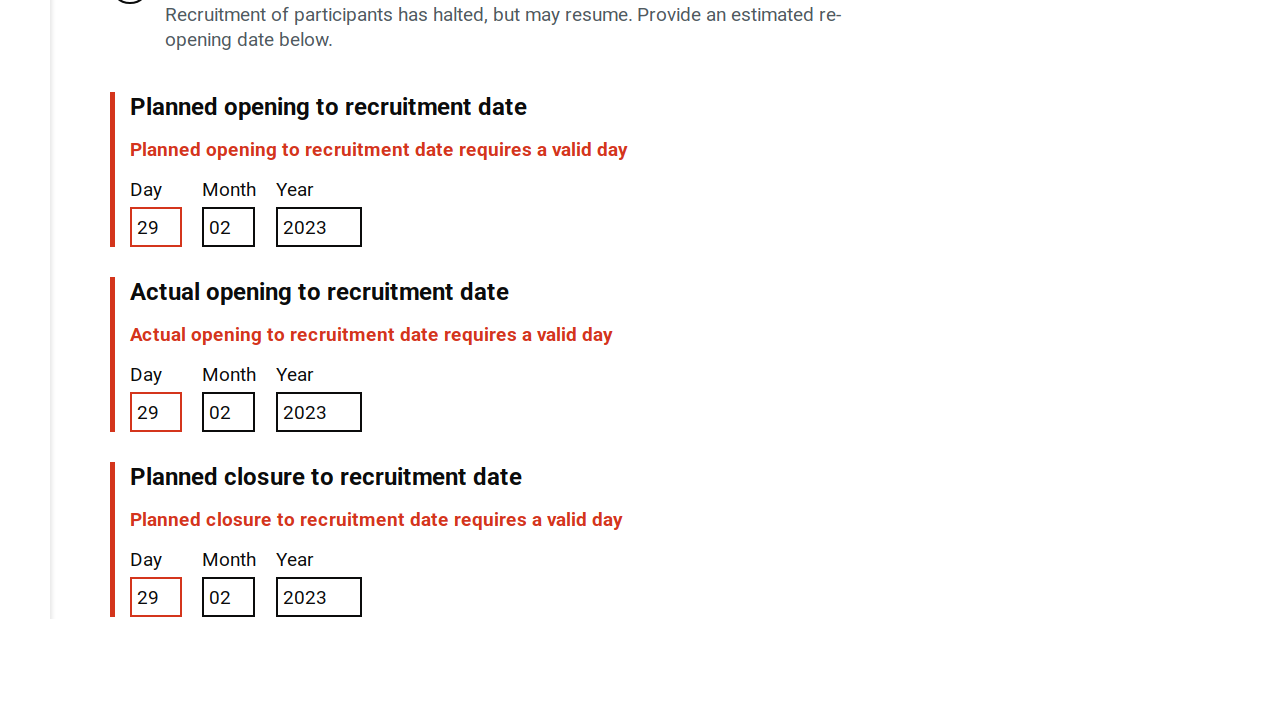 Recruitment of participants has halted, but may resume. Provide an estimated re-
opening date below.
Planned opening to recruitment date
Planned opening to recruitment date requires a valid day
Day Month Year
29 02 2023
Actual opening to recruitment date
Actual opening to recruitment date requires a valid day
Day Month Year
29 02 2023
Planned closure to recruitment date
Planned closure to recruitment date requires a valid day
Day Month Year
29 02 2023